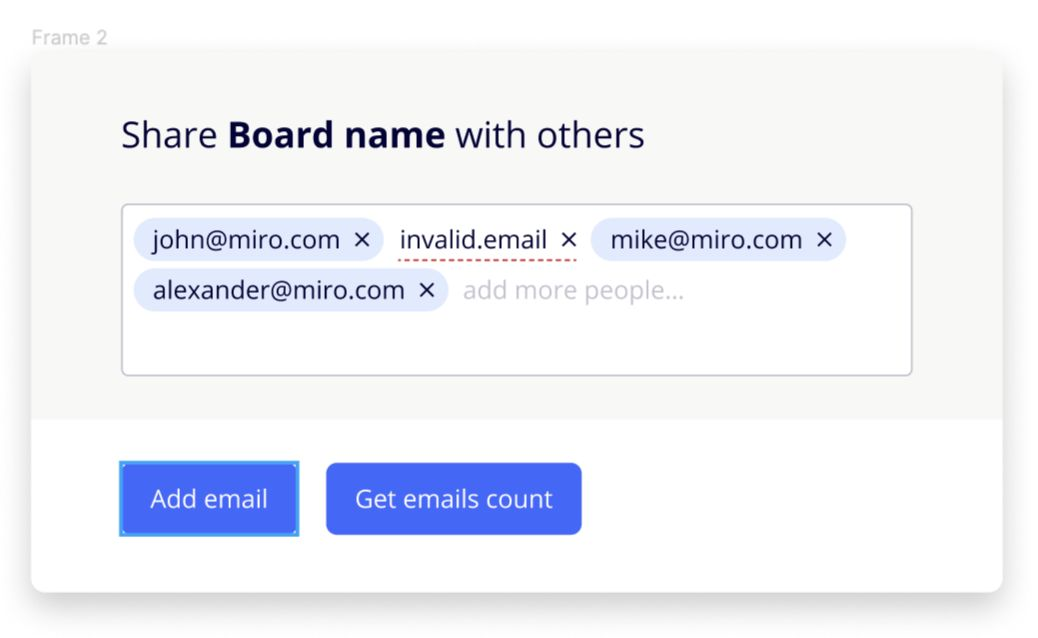 Frame 2
Share Board name with others
john@miro.com × invalid.email × mike@miro.com ×
alexander@miro.com × add more people...
Add email Get emails count